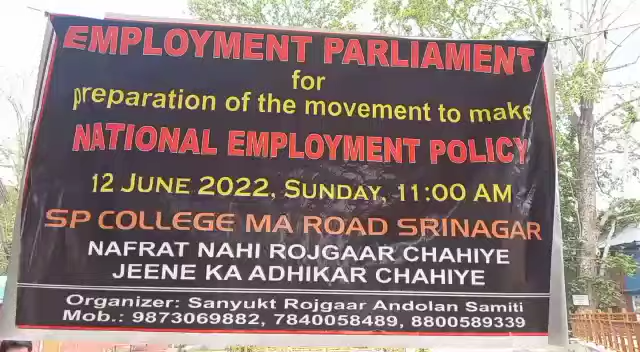 EMPLOYMENT PARLIAMENT
for
preparation of the movement to make
NATIONAL EMPLOYMENT POLICY
12 JUNE 2022, SUNDAY, 11:00 AM
SP COLLEGE MA ROAD SRINAGAR
NAFRAT NAHI ROJGAAR CHAHIYE
JEENE KA ADHIKAR CHAHIYE
Organizer: Sanyukt Rojgaar Andolan Samiti
Mob.: 9873069882, 7840058489, 8800589339